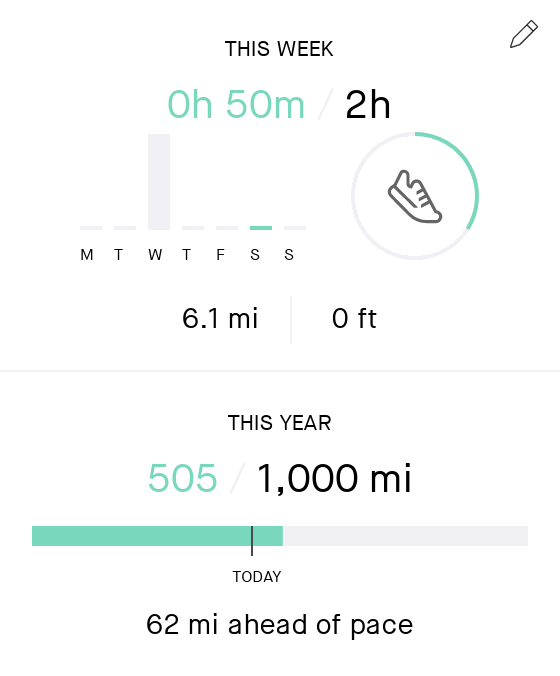 THIS WEEK
0h 50m / 2h
M T W T F S S
6.1 mi 0 ft
THIS YEAR
505 / 1,000 mi
TODAY
62 mi ahead of pace